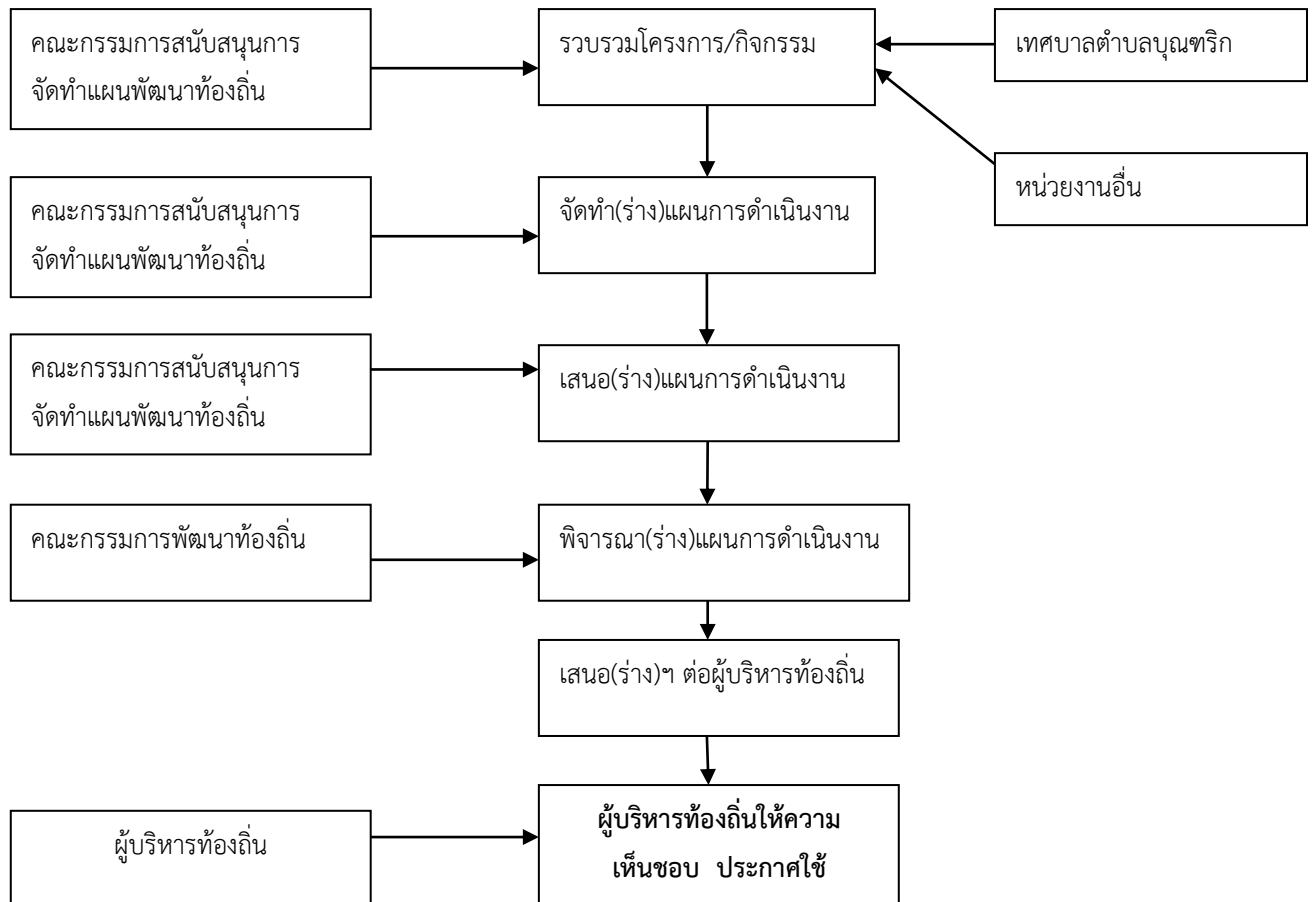 คณะกรรมการสนับสนุนการ
จัดทำแผนพัฒนาท้องถิ่น
รวบรวมโครงการ/กิจกรรม
เทศบาลตำบลบุณฑริก
หน่วยงานอื่น
คณะกรรมการสนับสนุนการ
จัดทำแผนพัฒนาท้องถิ่น
จัดทำ(ร่าง)แผนการดำเนินงาน
คณะกรรมการสนับสนุนการ
จัดทำแผนพัฒนาท้องถิ่น
เสนอ(ร่าง)แผนการดำเนินงาน
คณะกรรมการพัฒนาท้องถิ่น
พิจารณา(ร่าง)แผนการดำเนินงาน
เสนอ(ร่าง)ฯ ต่อผู้บริหารท้องถิ่น
ผู้บริหารท้องถิ่น
ผู้บริหารท้องถิ่นให้ความ
เห็นชอบ ประกาศใช้